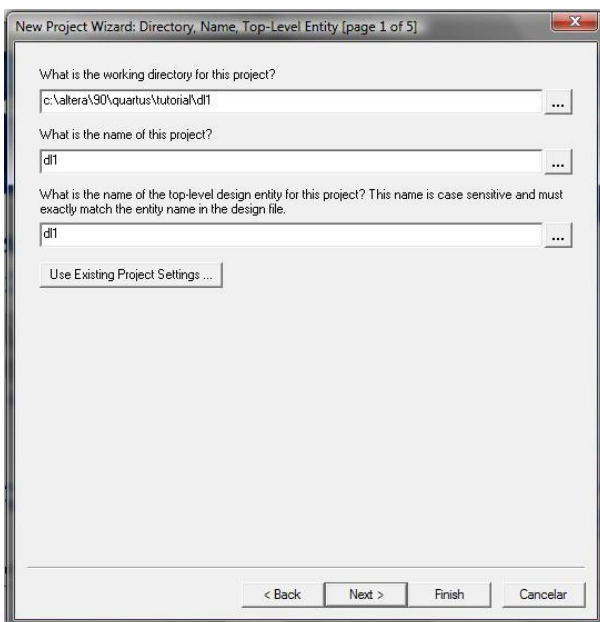 New Project Wizard: Directory, Name, Top-Level Entity [page 1 of 5]
What is the working directory for this project?
c:\altera\90\quartus\tutorial\dl1
...
What is the name of this project?
dl1
...
What is the name of the top-level design entity for this project? This name is case sensitive and must
exactly match the entity name in the design file.
dl1
...
Use Existing Project Settings ...
< Back Next > Finish Cancelar